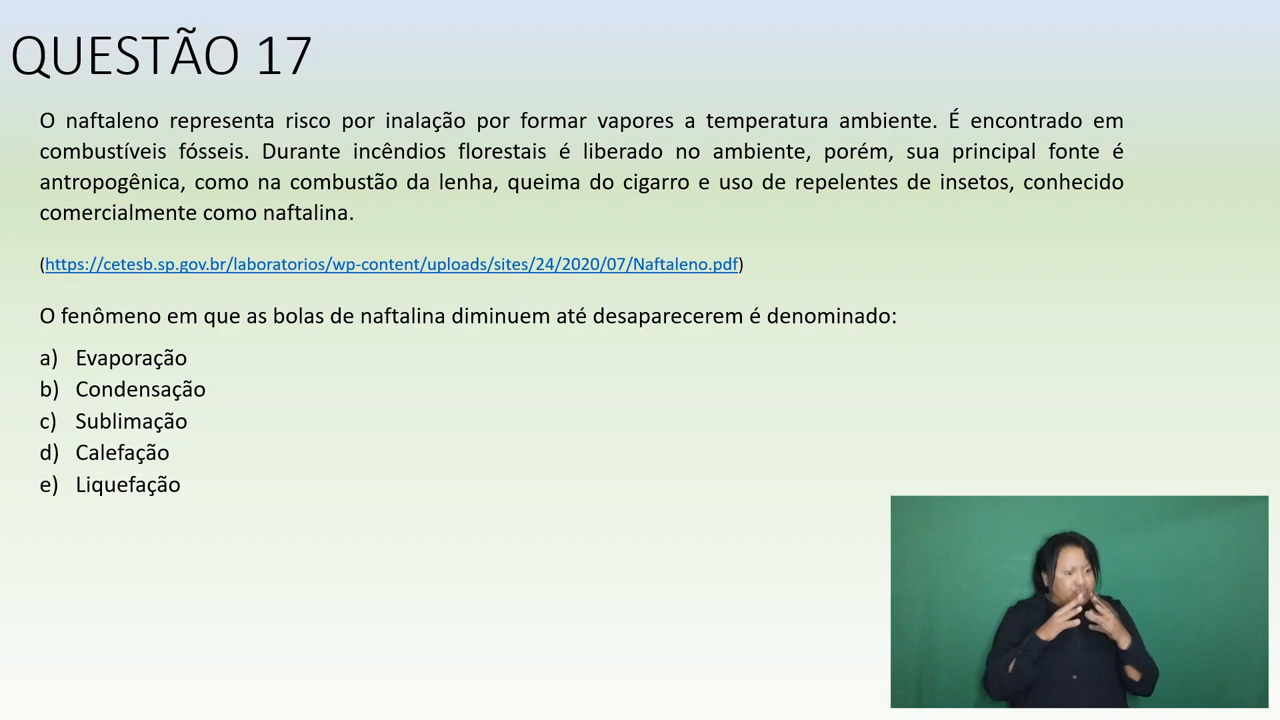 QUESTÃO 17
O naftaleno representa risco por inalação por formar vapores a temperatura ambiente. É encontrado em
combustíveis fósseis. Durante incêndios florestais é liberado no ambiente, porém, sua principal fonte é
antropogênica, como na combustão da lenha, queima do cigarro e uso de repelentes de insetos, conhecido
comercialmente como naftalina.
(https://cetesb.sp.gov.br/laboratorios/wp-content/uploads/sites/24/2020/07/Naftaleno.pdf)
O fenômeno em que as bolas de naftalina diminuem até desaparecerem é denominado:
a) Evaporação
b) Condensação
c) Sublimação
d) Calefação
e) Liquefação